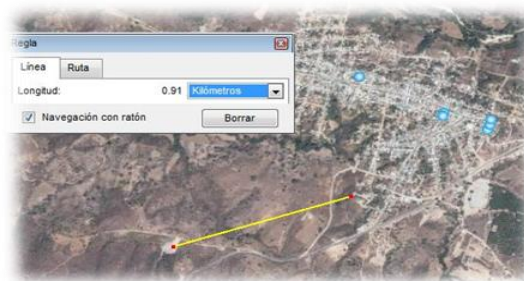 Regla
Línea Ruta
Longitud: 0.91 Kilómetros
Navegación con ratón Borrar